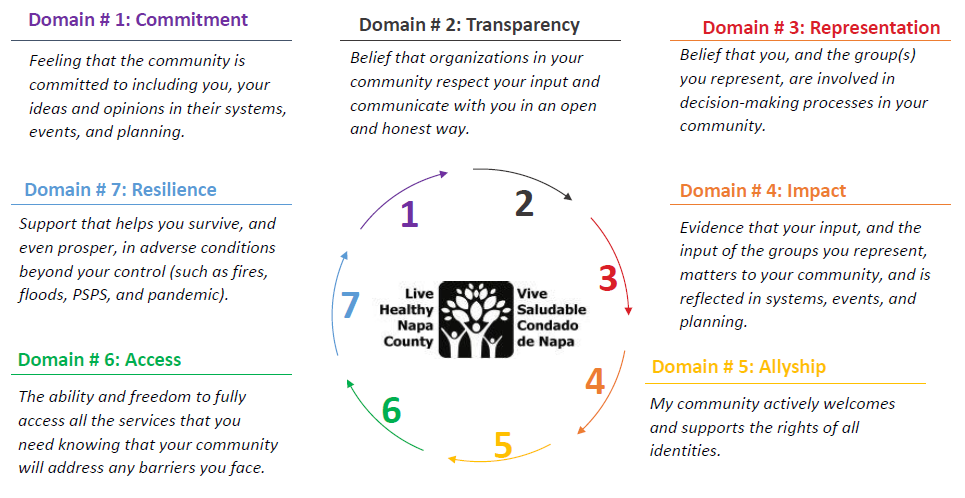 Domain # 1: Commitment
Feeling that the community is
committed to including you, your
ideas and opinions in their systems,
events, and planning.
Domain # 2: Transparency
Belief that organizations in your
community respect your input and
communicate with you in an open
and honest way.
Domain # 3: Representation
Belief that you, and the group(s)
you represent, are involved in
decision-making processes in your
community.
Domain # 7: Resilience
Support that helps you survive, and
even prosper, in adverse conditions
beyond your control (such as fires,
floods, PSPS, and pandemic).
Domain # 4: Impact
Evidence that your input, and the
input of the groups you represent,
matters to your community, and is
reflected in systems, events, and
planning.
Domain # 6: Access
The ability and freedom to fully
access all the services that you
need knowing that your community
will address any barriers you face.
Domain # 5: Allyship
My community actively welcomes
and supports the rights of all
identities.
1
2
3
4
5
6
7
Live
Healthy
Napa
County
Vive
Saludable
Condado
de Napa